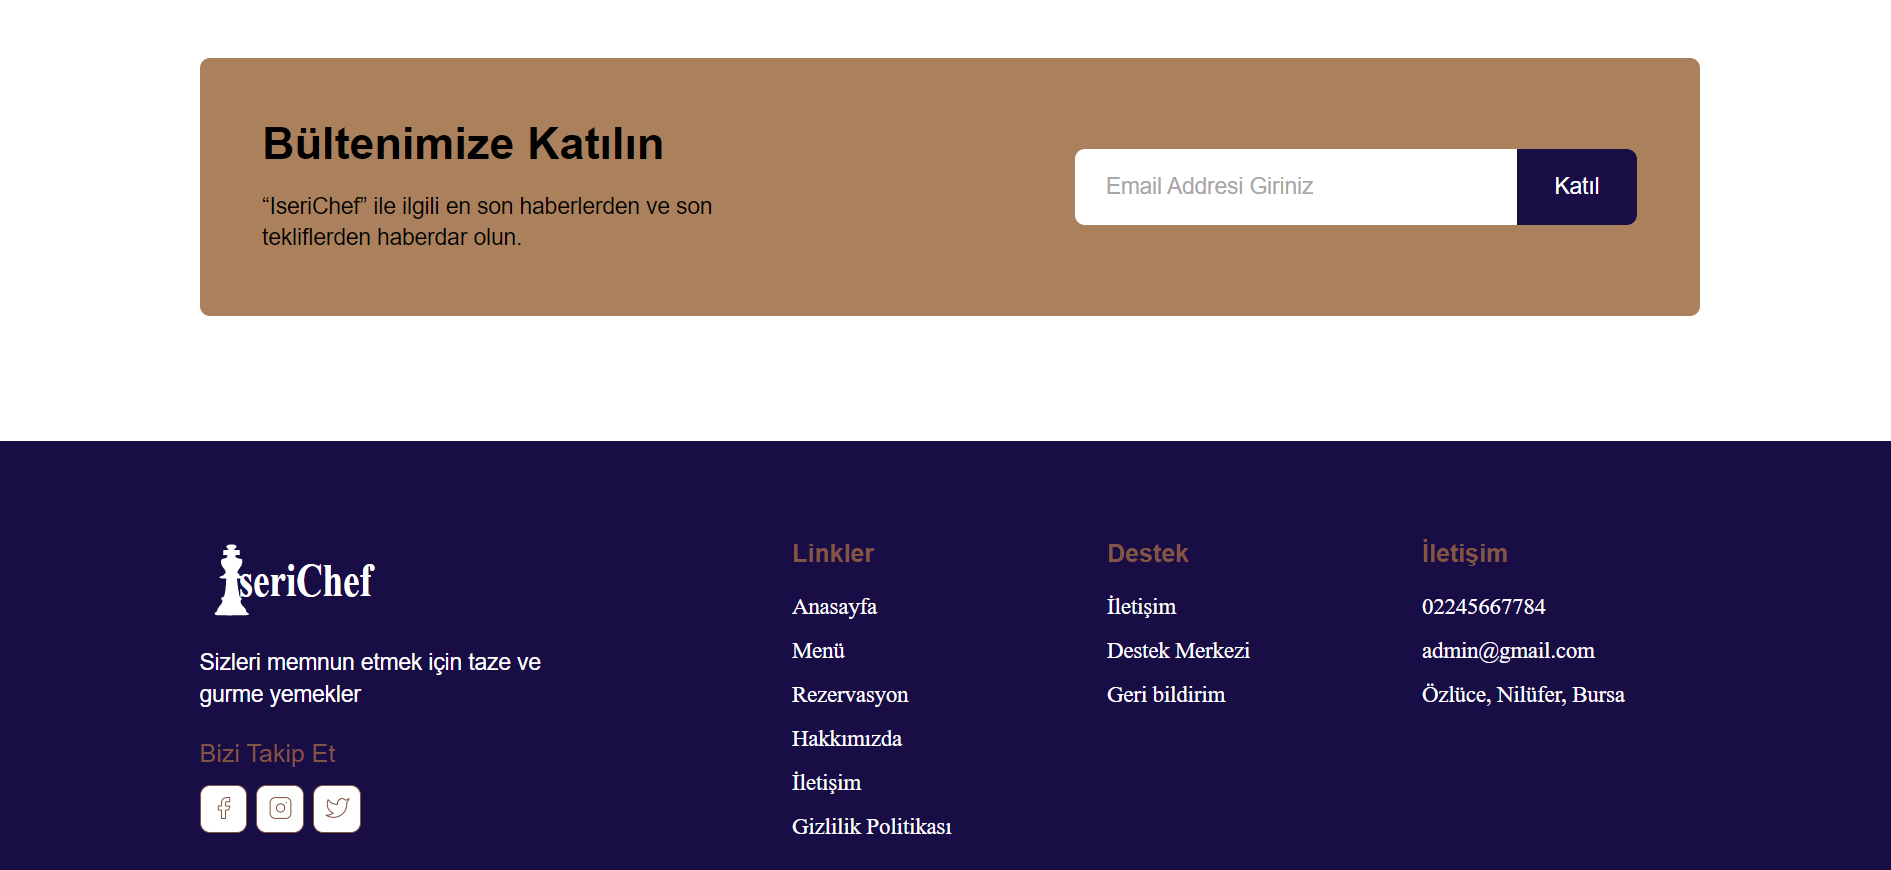 Bültenimize Katılın
“IseriChef” ile ilgili en son haberlerden ve son
tekliflerden haberdar olun.
Email Addresi Giriniz
Katıl
IseriChef
Sizleri memnun etmek için taze ve
gurme yemekler
Bizi Takip Et
Linkler
Anasayfa
Menü
Rezervasyon
Hakkımızda
İletişim
Gizlilik Politikası
Destek
İletişim
Destek Merkezi
Geri bildirim
İletişim
02245667784
admin@gmail.com
Özlüce, Nilüfer, Bursa